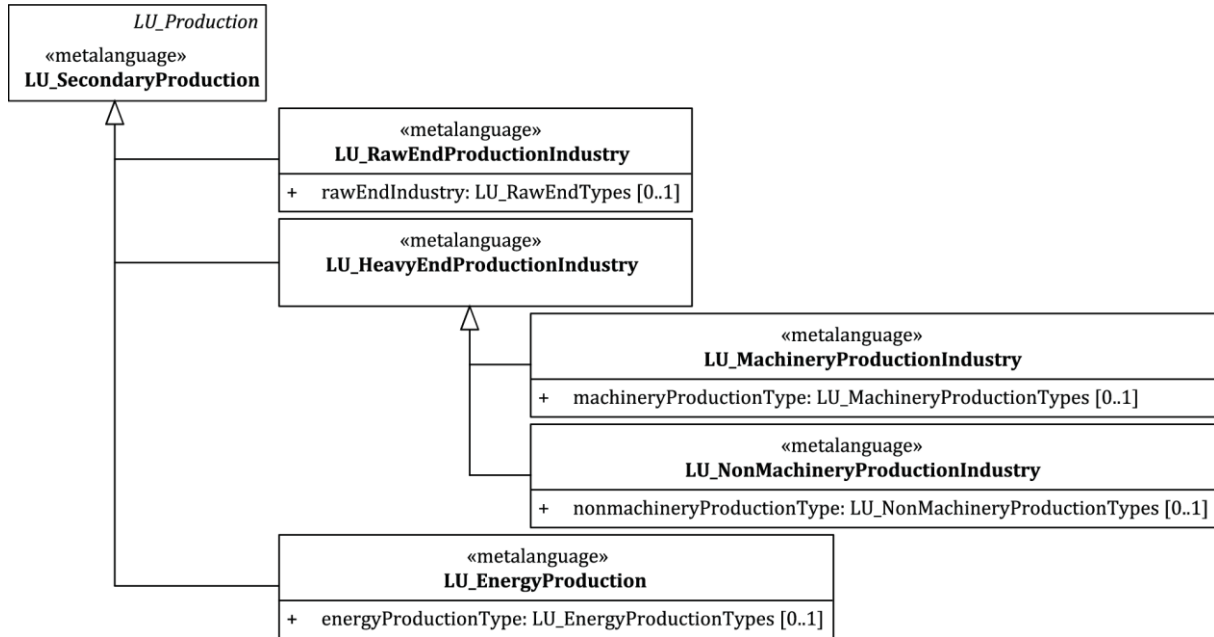 LU_Production
«metalanguage»
LU_SecondaryProduction
«metalanguage»
LU_RawEndProductionIndustry
+ rawEndIndustry: LU_RawEndTypes [0..1]
«metalanguage»
LU_HeavyEndProductionIndustry
«metalanguage»
LU_MachineryProductionIndustry
+ machineryProductionType: LU_MachineryProductionTypes [0..1]
«metalanguage»
LU_NonMachineryProductionIndustry
+ nonmachineryProductionType: LU_NonMachineryProductionTypes [0..1]
«metalanguage»
LU_EnergyProduction
+ energyProductionType: LU_EnergyProductionTypes [0..1]